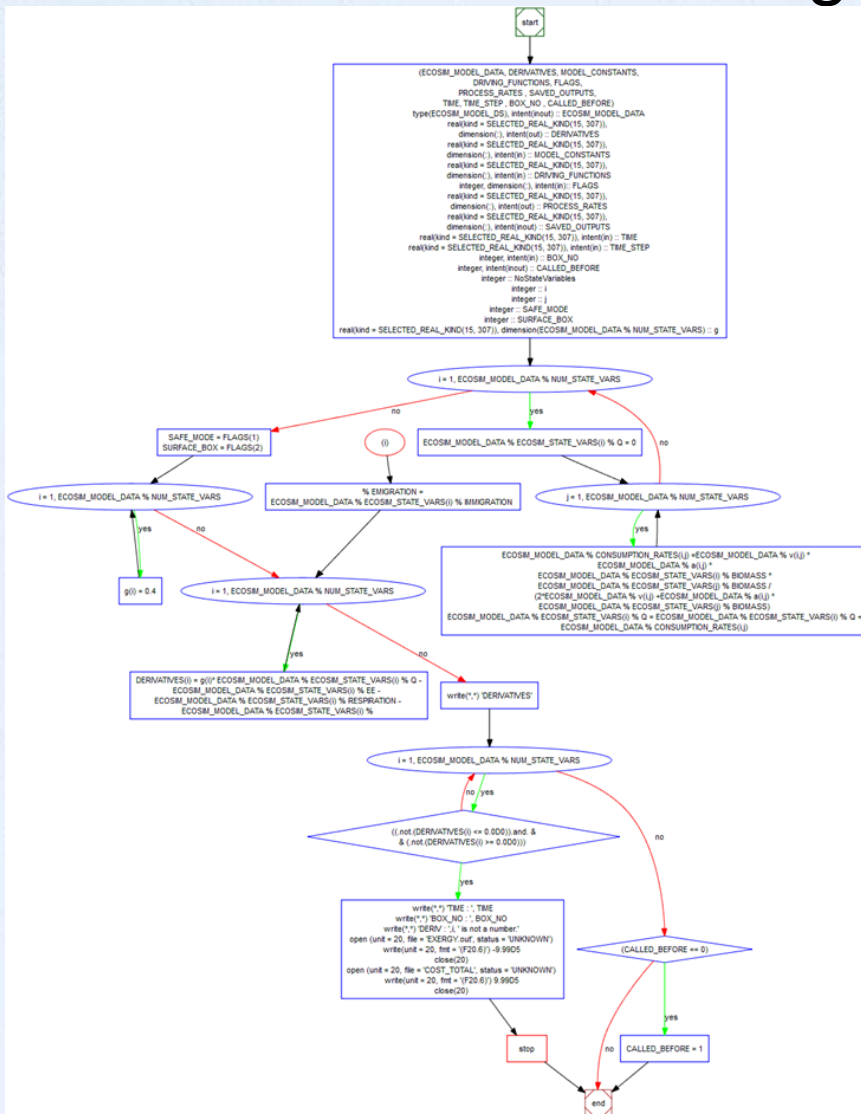 g
start
(ECOSIM_MODEL_DATA, DERIVATIVES, MODEL_CONSTANTS,
DRIVING_FUNCTIONS, FLAGS,
PROCESS_RATES , SAVED_OUTPUTS,
TIME, TIME_STEP , BOX_NO , CALLED_BEFORE)
type(ECOSIM_MODEL_DS), intent(inout) :: ECOSIM_MODEL_DATA
real(kind = SELECTED_REAL_KIND(15, 307)),
dimension(:), intent(out) :: DERIVATIVES
real(kind = SELECTED_REAL_KIND(15, 307)),
dimension(:), intent(in) :: MODEL_CONSTANTS
real(kind = SELECTED_REAL_KIND(15, 307)),
dimension(:), intent(in) :: DRIVING_FUNCTIONS
integer, dimension(:), intent(in):: FLAGS
real(kind = SELECTED_REAL_KIND(15, 307)),
dimension(:), intent(out) :: PROCESS_RATES
real(kind = SELECTED_REAL_KIND(15, 307)),
dimension(:), intent(inout) :: SAVED_OUTPUTS
real(kind = SELECTED_REAL_KIND(15, 307)), intent(in) :: TIME
real(kind = SELECTED_REAL_KIND(15, 307)), intent(in) :: TIME_STEP
integer, intent(in) :: BOX_NO
integer, intent(inout) :: CALLED_BEFORE
integer :: NoStateVariables
integer :: i
integer :: j
integer :: SAFE_MODE
integer :: SURFACE_BOX
real(kind = SELECTED_REAL_KIND(15, 307)), dimension(ECOSIM_MODEL_DATA % NUM_STATE_VARS) :: g
i = 1, ECOSIM_MODEL_DATA % NUM_STATE_VARS
no
yes
no
SAFE_MODE = FLAGS(1)
SURFACE_BOX = FLAGS(2)
(i)
ECOSIM_MODEL_DATA % ECOSIM_STATE_VARS(i) % Q = 0
i = 1, ECOSIM_MODEL_DATA % NUM_STATE_VARS
% EMIGRATION =
ECOSIM_MODEL_DATA % ECOSIM_STATE_VARS(i) % IMMIGRATION
j = 1, ECOSIM_MODEL_DATA % NUM_STATE_VARS
yes
no
yes
g(i) = 0.4
i = 1, ECOSIM_MODEL_DATA % NUM_STATE_VARS
ECOSIM_MODEL_DATA % CONSUMPTION_RATES(i,j) =ECOSIM_MODEL_DATA % v(i,j) *
ECOSIM_MODEL_DATA % a(i,j) *
ECOSIM_MODEL_DATA % ECOSIM_STATE_VARS(i) % BIOMASS *
ECOSIM_MODEL_DATA % ECOSIM_STATE_VARS(j) % BIOMASS /
(2*ECOSIM_MODEL_DATA % v(i,j) +ECOSIM_MODEL_DATA % a(i,j) *
ECOSIM_MODEL_DATA % ECOSIM_STATE_VARS(j) % BIOMASS)
ECOSIM_MODEL_DATA % ECOSIM_STATE_VARS(i) % Q = ECOSIM_MODEL_DATA % ECOSIM_STATE_VARS(i) % Q +
ECOSIM_MODEL_DATA % CONSUMPTION_RATES(i,j)
yes
no
DERIVATIVES(i) = g(i)* ECOSIM_MODEL_DATA % ECOSIM_STATE_VARS(i) % Q -
ECOSIM_MODEL_DATA % ECOSIM_STATE_VARS(i) % EE -
ECOSIM_MODEL_DATA % ECOSIM_STATE_VARS(i) % RESPIRATION -
ECOSIM_MODEL_DATA % ECOSIM_STATE_VARS(i) %
write(*,*) 'DERIVATIVES'
i = 1, ECOSIM_MODEL_DATA % NUM_STATE_VARS
no
yes
no
((.not.(DERIVATIVES(i) <= 0.0D0)).and. &
& (.not.(DERIVATIVES(i) >= 0.0D0)))
yes
write(*,*) 'TIME : ', TIME
write(*,*) 'BOX_NO : ', BOX_NO
write(*,*) 'DERIV : ',i, ' is not a number.'
open (unit = 20, file = 'EXERGY.out', status = 'UNKNOWN')
write(unit = 20, fmt = '(F20.6)') -9.99D5
close(20)
open (unit = 20, file = 'COST_TOTAL', status = 'UNKNOWN')
write(unit = 20, fmt = '(F20.6)') 9.99D5
close(20)
(CALLED_BEFORE == 0)
yes
no
stop
CALLED_BEFORE = 1
end